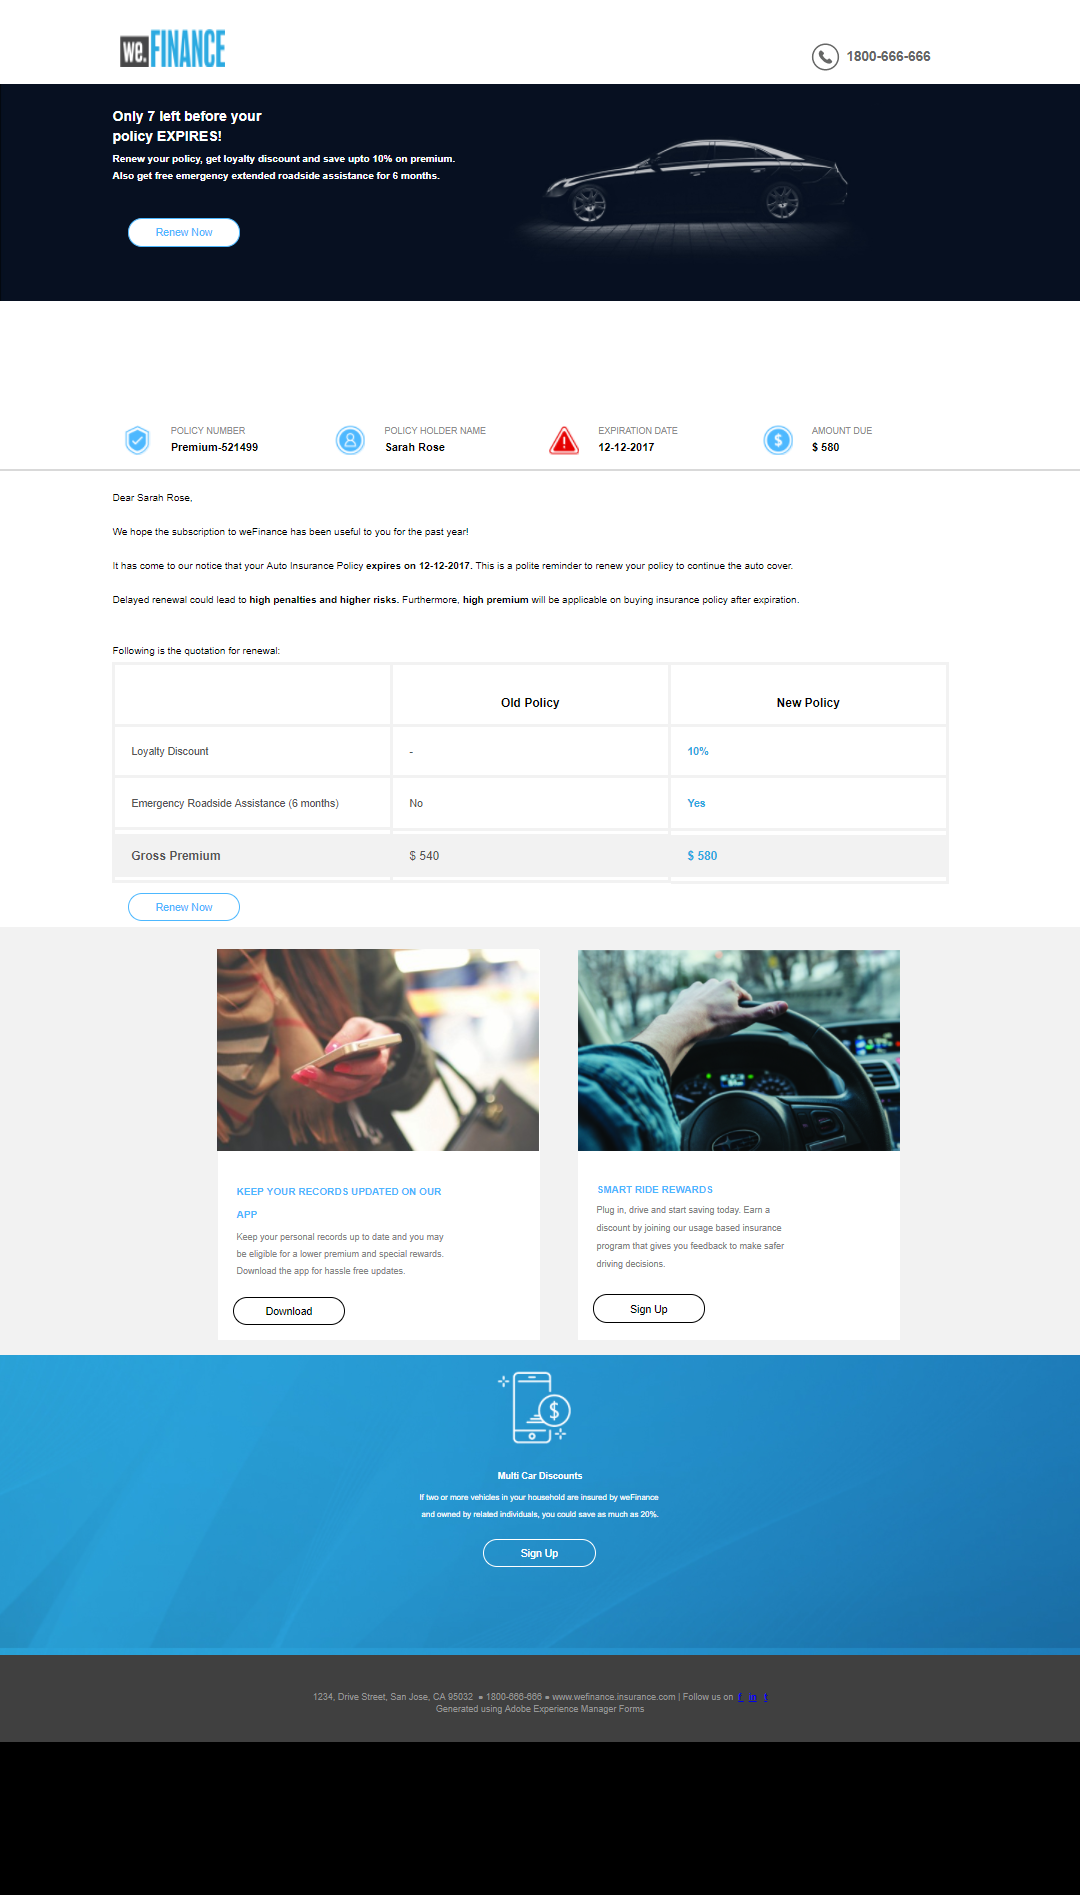 we.FINANCE
1800-666-666
Only 7 left before your
policy EXPIRES!
Renew your policy, get loyalty discount and save upto 10% on premium.
Also get free emergency extended roadside assistance for 6 months.
Renew Now
POLICY NUMBER
Premium-521499
POLICY HOLDER NAME
Sarah Rose
EXPIRATION DATE
12-12-2017
AMOUNT DUE
$ 580
Dear Sarah Rose,
We hope the subscription to weFinance has been useful to you for the past year!
It has come to our notice that your Auto Insurance Policy expires on 12-12-2017. This is a polite reminder to renew your policy to continue the auto cover.
Delayed renewal could lead to high penalties and higher risks. Furthermore, high premium will be applicable on buying insurance policy after expiration.
Following is the quotation for renewal:
Old Policy New Policy
Loyalty Discount - 10%
Emergency Roadside Assistance (6 months) No Yes
Gross Premium $ 540 $ 580
Renew Now
KEEP YOUR RECORDS UPDATED ON OUR
APP
Keep your personal records up to date and you may
be eligible for a lower premium and special rewards.
Download the app for hassle free updates.
Download
SMART RIDE REWARDS
Plug in, drive and start saving today. Earn a
discount by joining our usage based insurance
program that gives you feedback to make safer
driving decisions.
Sign Up
$
Multi Car Discounts
If two or more vehicles in your household are insured by weFinance
and owned by related individuals, you could save as much as 20%.
Sign Up
1234, Drive Street, San Jose, CA 95032 ▪ 1800-666-666 ▪ www.wefinance.insurance.com | Follow us on f in t
Generated using Adobe Experience Manager Forms